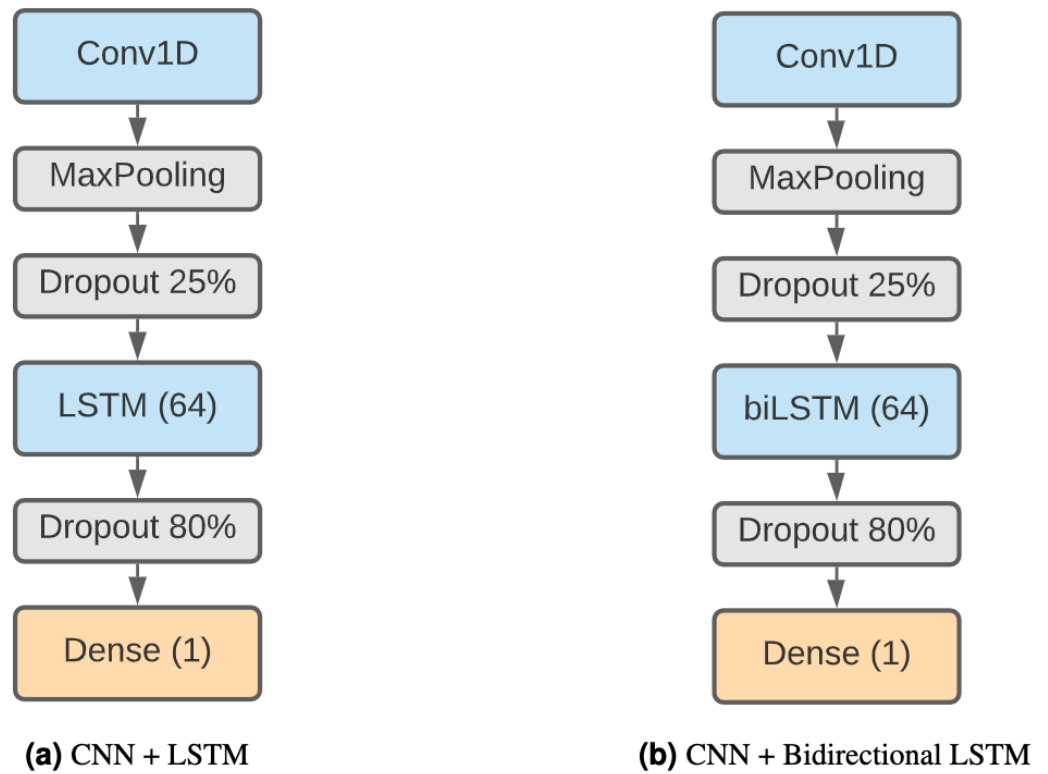 Conv1D
MaxPooling
Dropout 25%
LSTM (64)
Dropout 80%
Dense (1)
(a) CNN + LSTM
Conv1D
MaxPooling
Dropout 25%
biLSTM (64)
Dropout 80%
Dense (1)
(b) CNN + Bidirectional LSTM